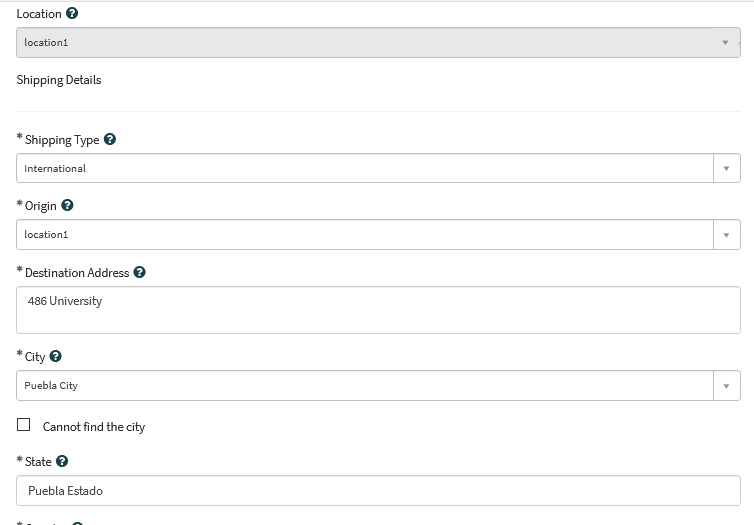 Location ?
location1
Shipping Details
* Shipping Type ?
International
* Origin ?
location1
* Destination Address ?
486 University
* City ?
Puebla City
Cannot find the city
* State ?
Puebla Estado